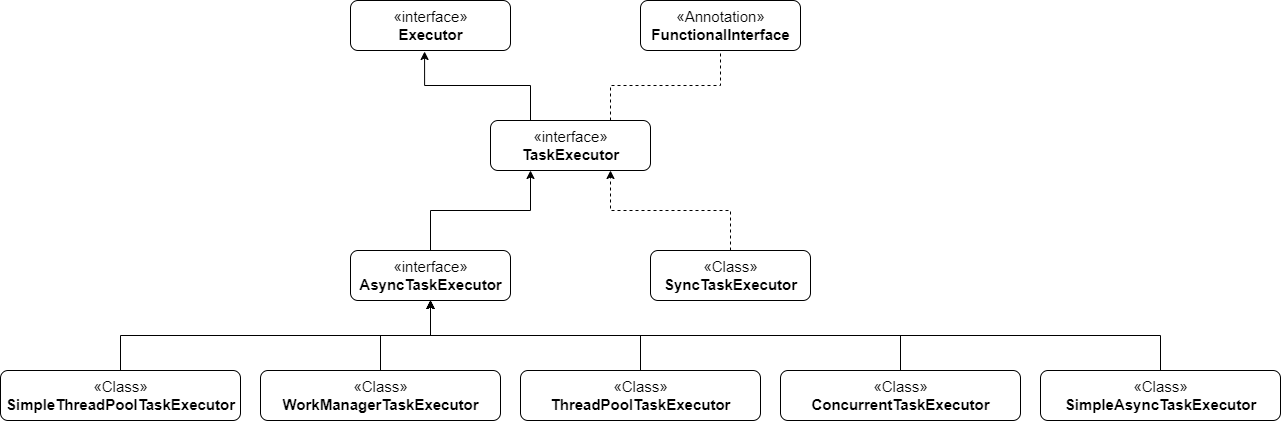 «interface»
Executor
«Annotation»
FunctionalInterface
«interface»
TaskExecutor
«interface»
AsyncTaskExecutor
«Class»
SyncTaskExecutor
«Class»
SimpleThreadPoolTaskExecutor
«Class»
WorkManagerTaskExecutor
«Class»
ThreadPoolTaskExecutor
«Class»
ConcurrentTaskExecutor
«Class»
SimpleAsyncTaskExecutor